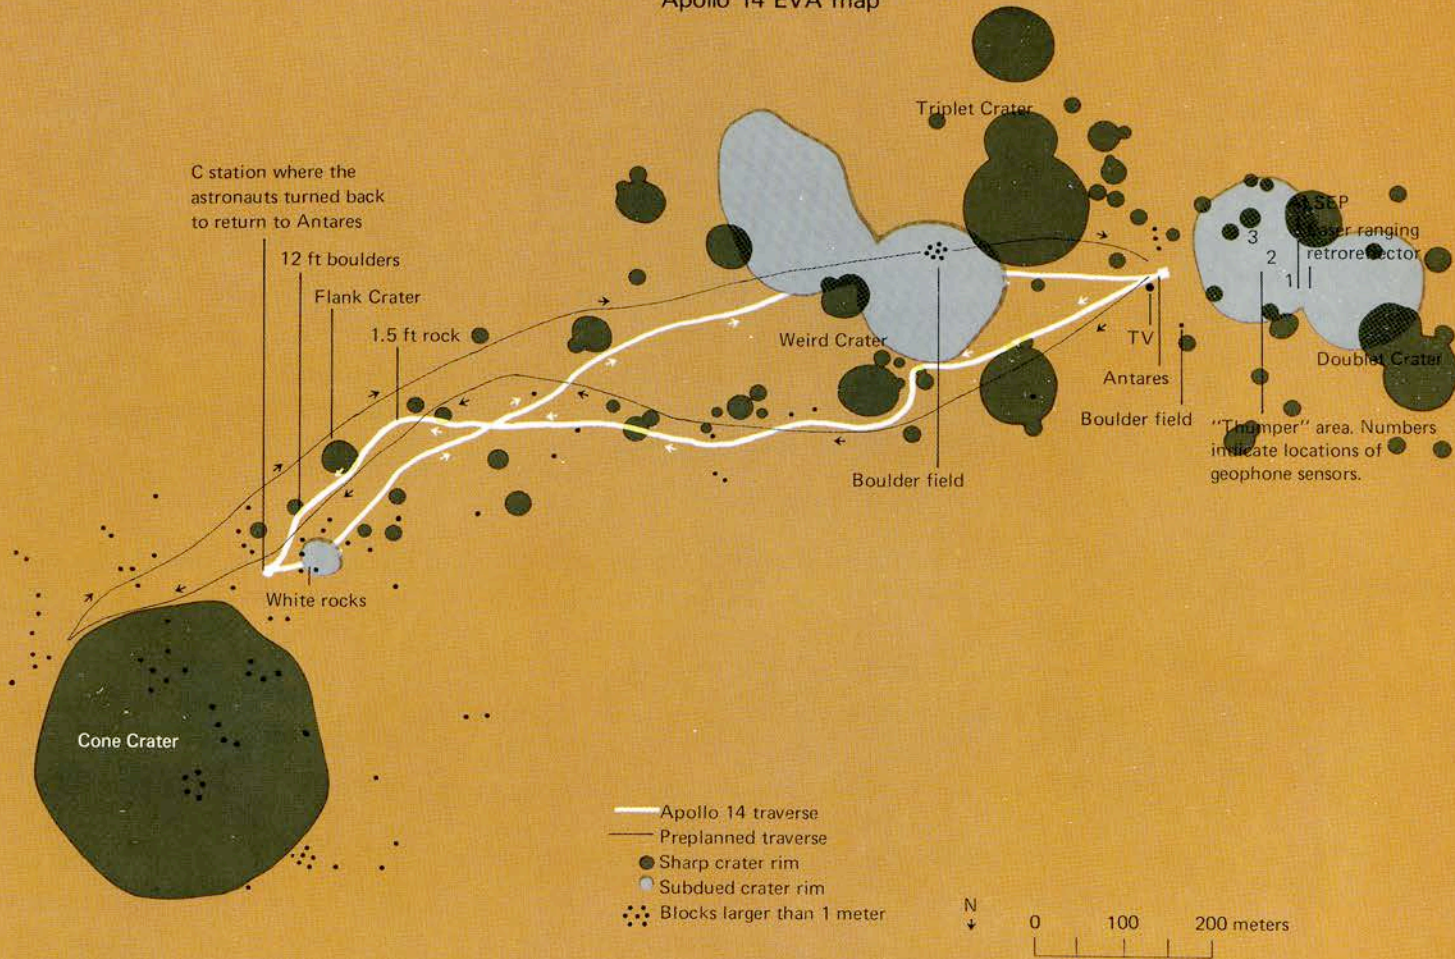 Apollo 14 EVA map
Triplet Crater
C station where the
astronauts turned back
to return to Antares
12 ft boulders
Flank Crater
1.5 ft rock
ALSEP
Laser ranging
retroreflector
3
2
1
Weird Crater
TV
Antares
Boulder field
Doublet Crater
"Thumper" area. Numbers
indicate locations of
geophone sensors.
Boulder field
White rocks
Cone Crater
Apollo 14 traverse
Preplanned traverse
Sharp crater rim
Subdued crater rim
Blocks larger than 1 meter
N
0 100 200 meters